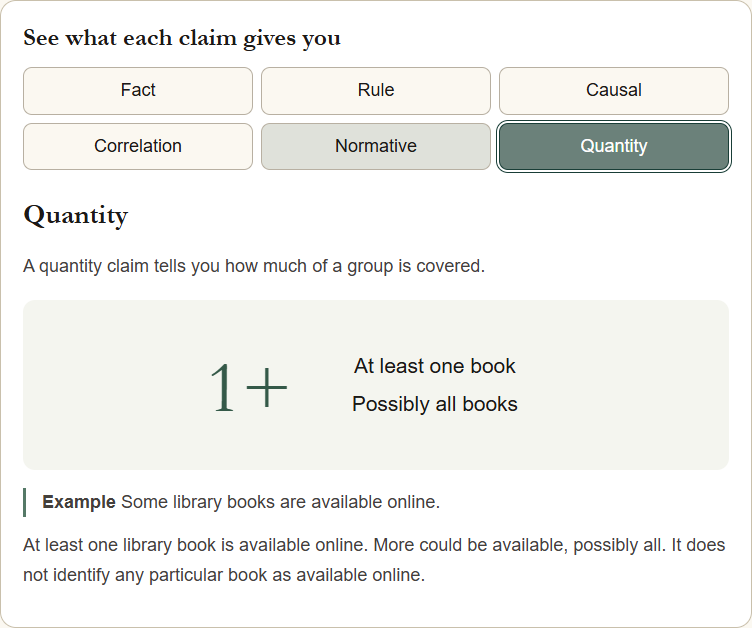 See what each claim gives you
Fact
Rule
Causal
Correlation
Normative
Quantity
Quantity
A quantity claim tells you how much of a group is covered.
1+
At least one book
Possibly all books
Example Some library books are available online.
At least one library book is available online. More could be available, possibly all. It does
not identify any particular book as available online.